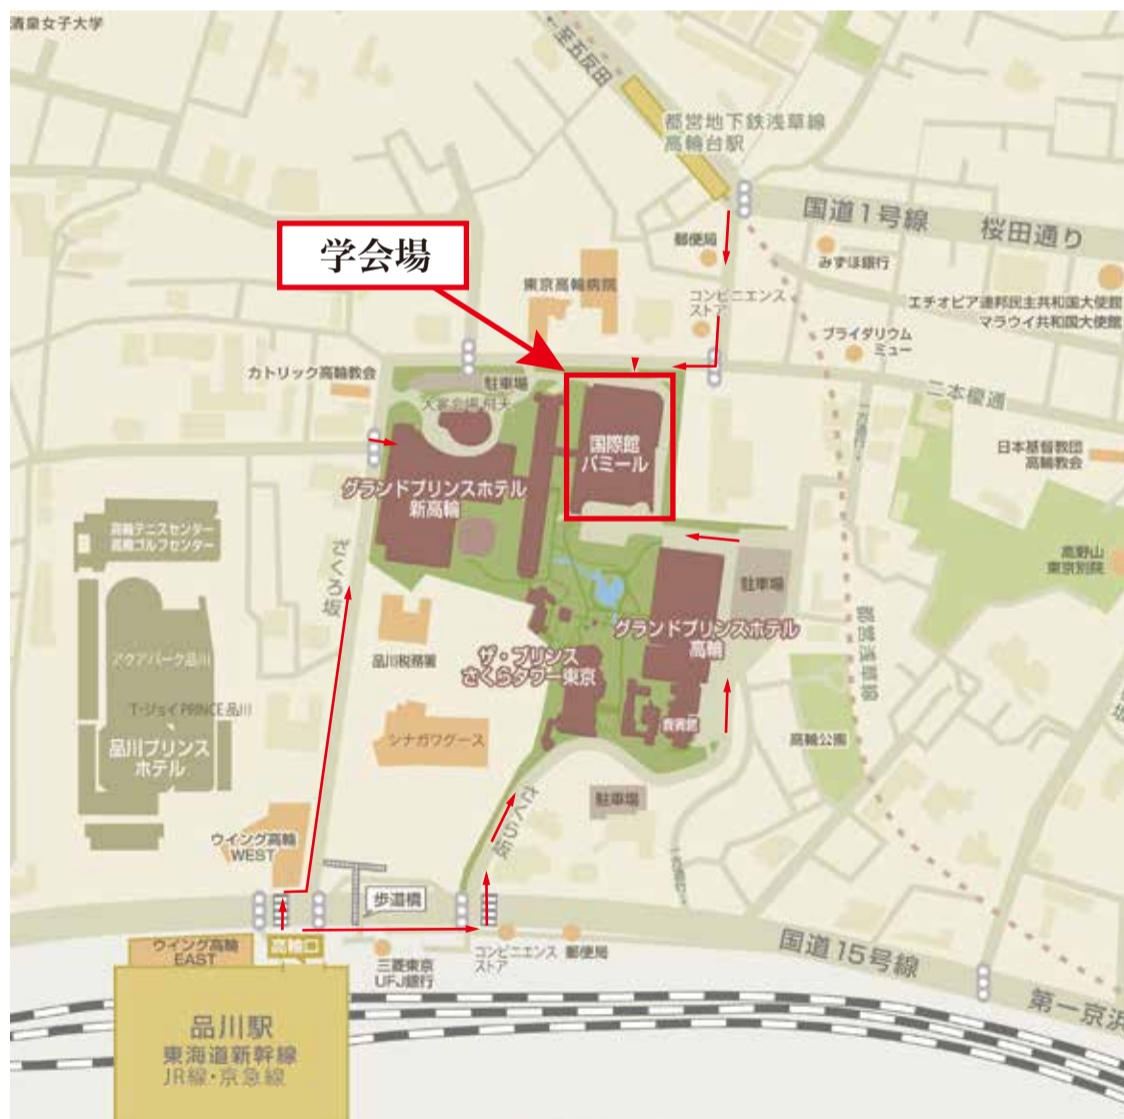 清泉女子大学
←至五反田
都営地下鉄浅草線
高輪台駅
国道1号線 桜田通り
郵便局
みずほ銀行
学会場
東京高輪病院
コンビニエンス
ストア
エチオピア連邦民主共和国大使館
マラウイ共和国大使館
ブライダリウム
ミュー
カトリック高輪教会
駐車場
大宴会場 飛天
二本榎通
国際館
パミール
日本基督教団
高輪教会
グランドプリンスホテル
新高輪
高輪テニスセンター
高輪ゴルフセンター
ざくろ坂
高野山
東京別院
駐車場
都営浅草線
グランドプリンスホテル
高輪
品川税務署
ザ・プリンス
さくらタワー東京
アクアパーク品川
T・ジョイ PRINCE 品川
貴賓館
シナガワグース
高輪公園
品川プリンス
ホテル
駐車場
さくら坂
ウイング高輪
WEST
歩道橋
ウイング高輪
EAST
高輪口
三菱東京
UFJ銀行
コンビニエンス
ストア
郵便局
国道15号線
第一京浜
品川駅
東海道新幹線
JR線・京急線